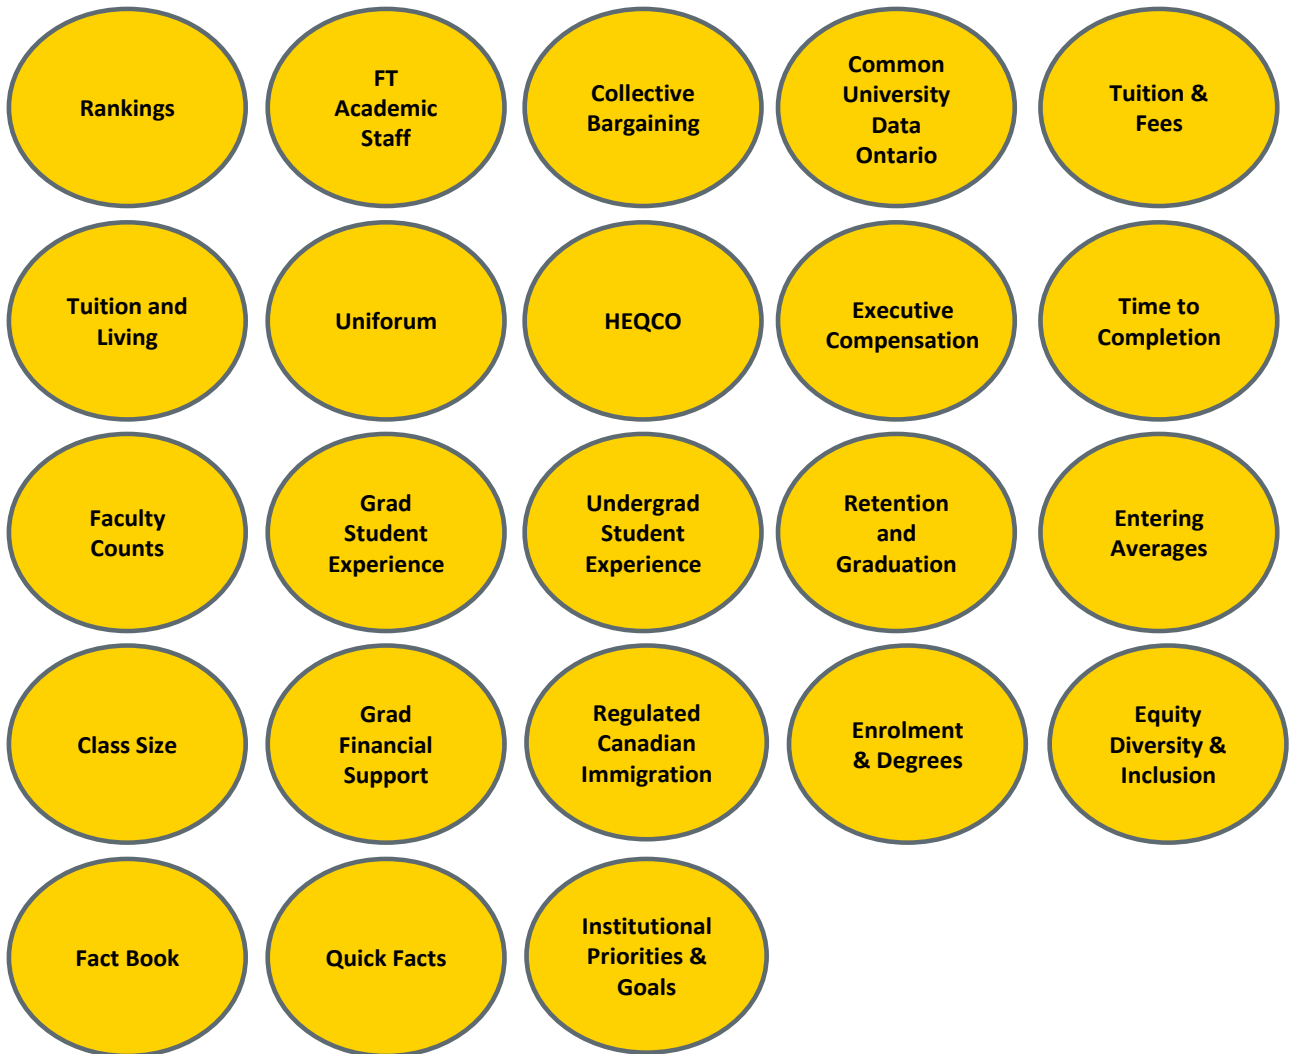 Rankings
FT
Academic
Staff
Collective
Bargaining
Common
University
Data
Ontario
Tuition &
Fees
Tuition and
Living
Uniforum
HEQCO
Executive
Compensation
Time to
Completion
Faculty
Counts
Grad
Student
Experience
Undergrad
Student
Experience
Retention
and
Graduation
Entering
Averages
Class Size
Grad
Financial
Support
Regulated
Canadian
Immigration
Enrolment
& Degrees
Equity
Diversity &
Inclusion
Fact Book
Quick Facts
Institutional
Priorities &
Goals